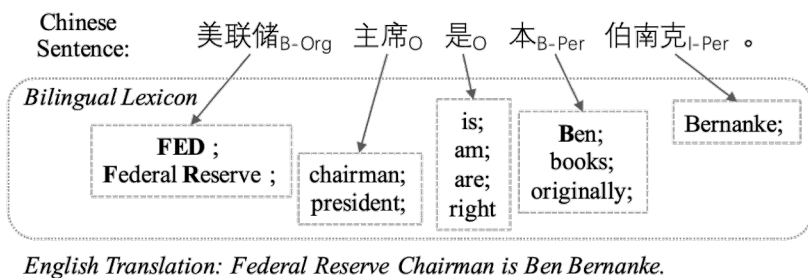 Chinese Sentence: 美联储B-Org 主席O 是O 本B-Per 伯南克I-Per 。
Bilingual Lexicon
FED ;
Federal Reserve ;
chairman;
president;
is;
am;
are;
right
Ben;
books;
originally;
Bernanke;
English Translation: Federal Reserve Chairman is Ben Bernanke.